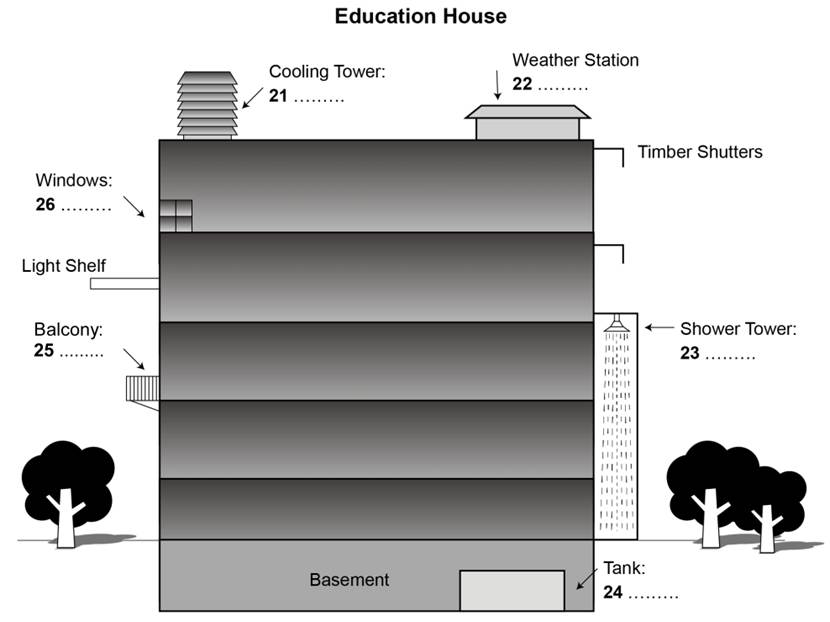 Education House
Cooling Tower:
21 .........
Weather Station
22 .........
Timber Shutters
Windows:
26 .........
Light Shelf
Balcony:
25 .........
Shower Tower:
23 .........
Basement
Tank:
24 .........